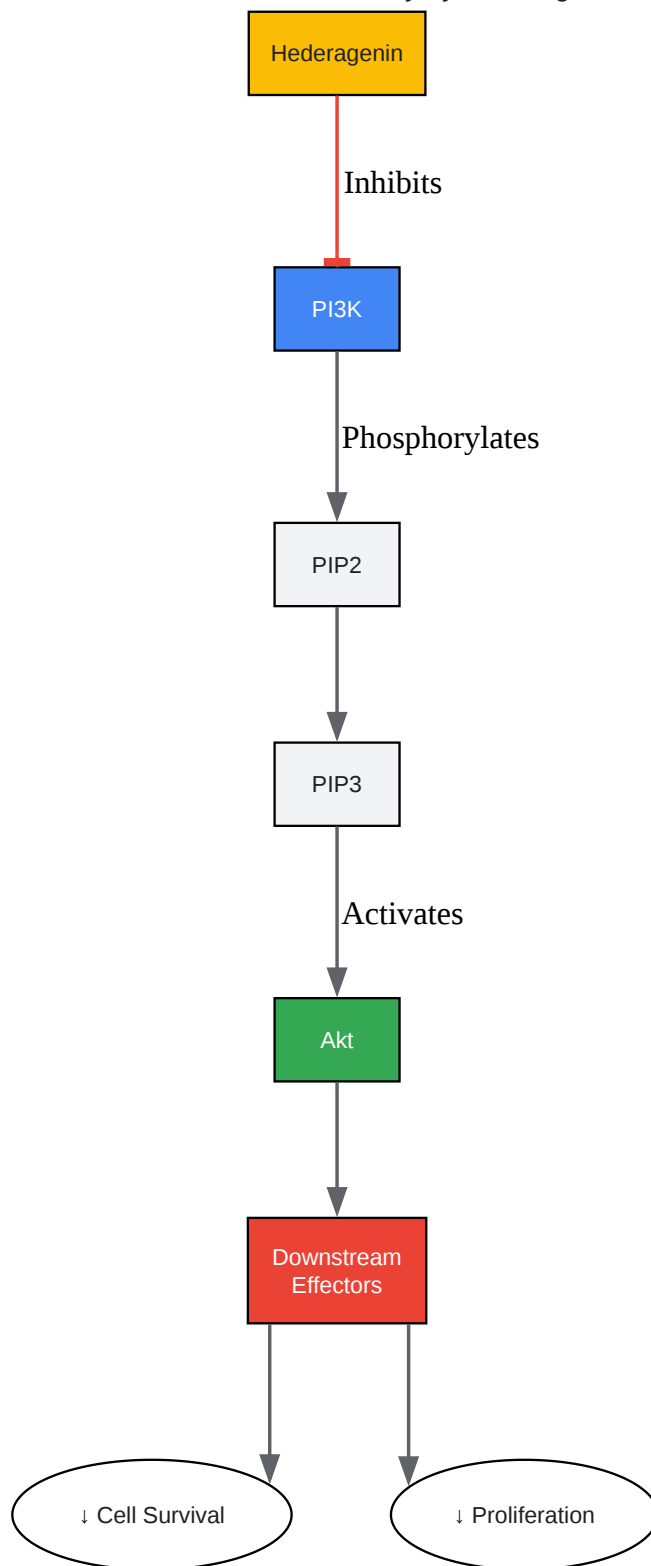 Hederagenin
Inhibits
PI3K
Phosphorylates
PIP2
PIP3
Activates
Akt
Downstream
Effectors
↓ Cell Survival
↓ Proliferation